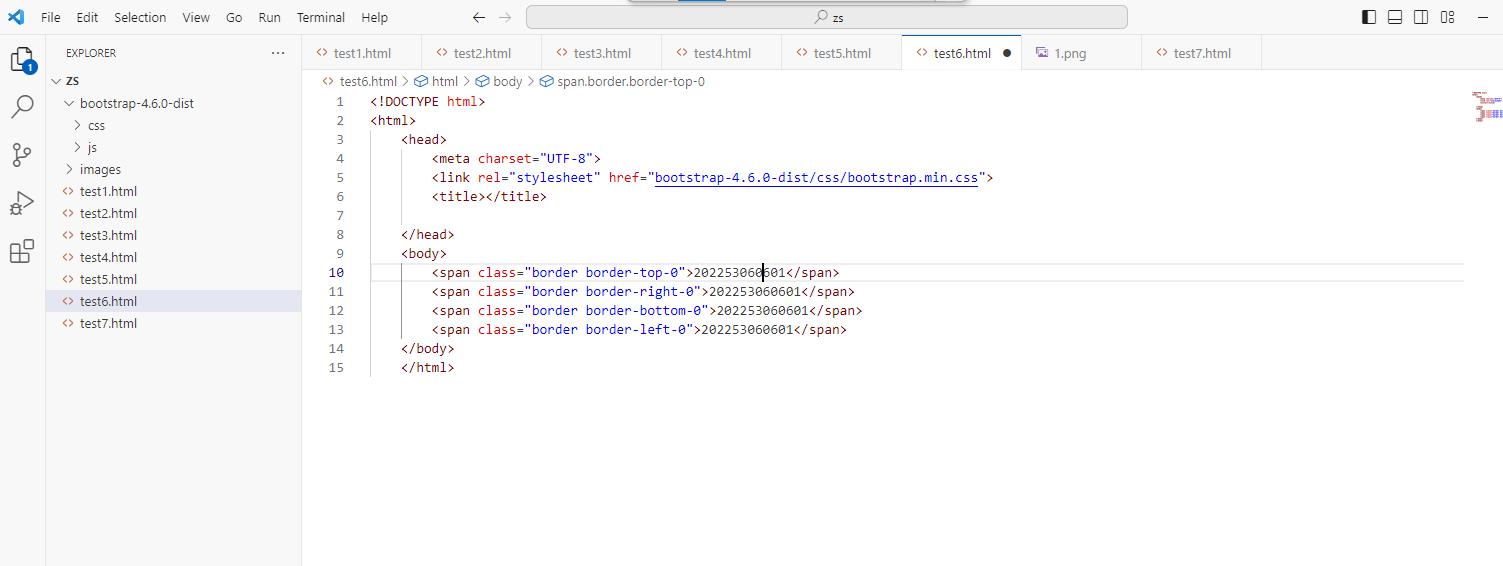 File Edit Selection View Go Run Terminal Help
zs
EXPLORER
1
ZS
bootstrap-4.6.0-dist
css
js
images
test1.html
test2.html
test3.html
test4.html
test5.html
test6.html
test7.html
test1.html test2.html test3.html test4.html test5.html test6.html 1.png test7.html
test6.html > html > body > span.border.border-top-0
1 <!DOCTYPE html>
2 <html>
3 <head>
4 <meta charset="UTF-8">
5 <link rel="stylesheet" href="bootstrap-4.6.0-dist/css/bootstrap.min.css">
6 <title></title>
7
8 </head>
9 <body>
10 <span class="border border-top-0">202253060601</span>
11 <span class="border border-right-0">202253060601</span>
12 <span class="border border-bottom-0">202253060601</span>
13 <span class="border border-left-0">202253060601</span>
14 </body>
15 </html>